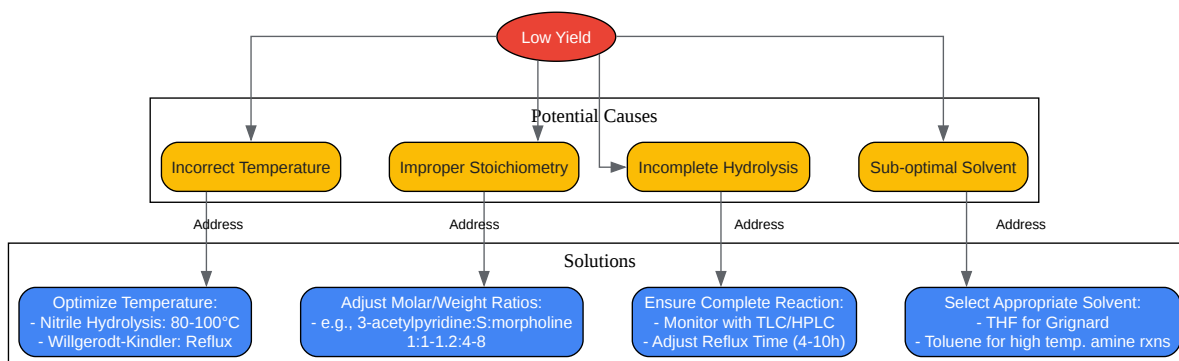 Low Yield
Potential Causes
Incorrect Temperature
Improper Stoichiometry
Incomplete Hydrolysis
Sub-optimal Solvent
Address
Address
Address
Address
Solutions
Optimize Temperature:
- Nitrile Hydrolysis: 80-100°C
- Willgerodt-Kindler: Reflux
Adjust Molar/Weight Ratios:
- e.g., 3-acetylpyridine:S:morpholine
1:1-1.2:4-8
Ensure Complete Reaction:
- Monitor with TLC/HPLC
- Adjust Reflux Time (4-10h)
Select Appropriate Solvent:
- THF for Grignard
- Toluene for high temp. amine rxns